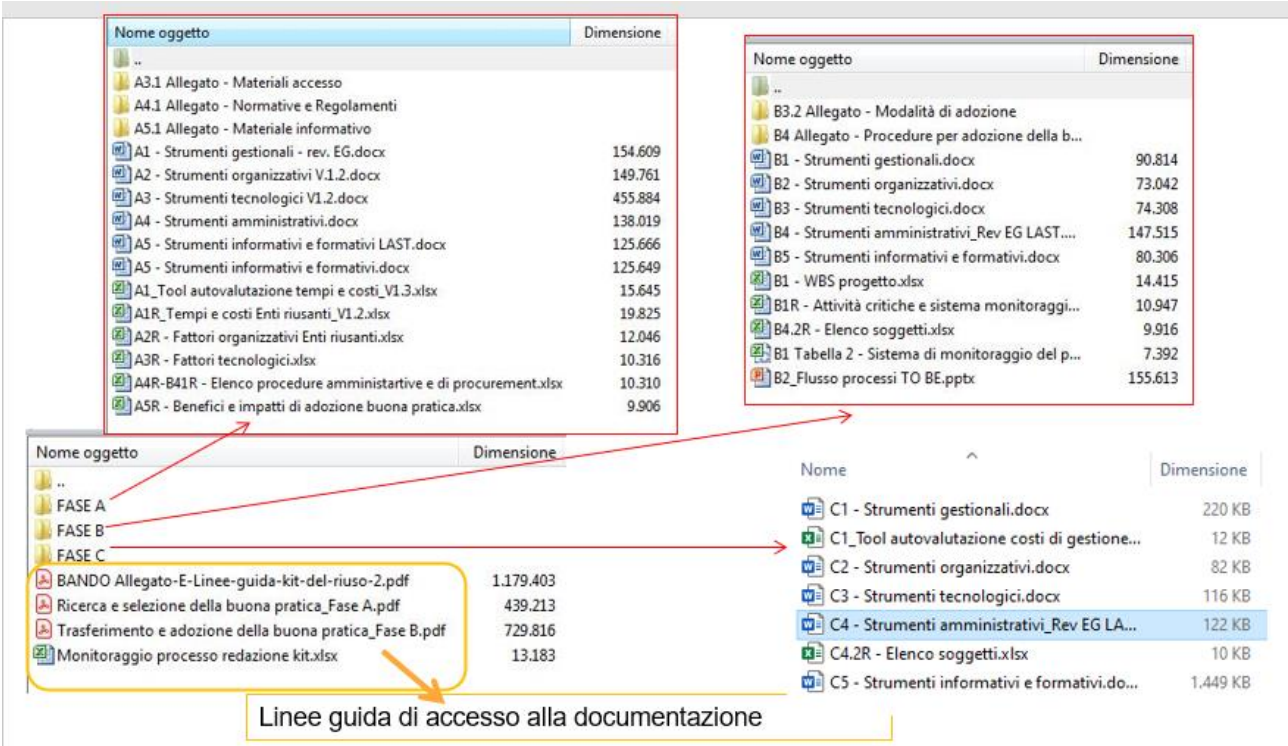 Nome oggetto Dimensione
..
A3.1 Allegato - Materiali accesso
A4.1 Allegato - Normative e Regolamenti
A5.1 Allegato - Materiale informativo
A1 - Strumenti gestionali - rev. EG.docx 154.609
A2 - Strumenti organizzativi V.1.2.docx 149.761
A3 - Strumenti tecnologici V1.2.docx 455.884
A4 - Strumenti amministrativi.docx 138.019
A5 - Strumenti informativi e formativi LAST.docx 125.666
A5 - Strumenti informativi e formativi.docx 125.649
A1_Tool autovalutazione tempi e costi_V1.3.xlsx 15.645
A1R_Tempi e costi Enti riusanti_V1.2.xlsx 19.825
A2R - Fattori organizzativi Enti riusanti.xlsx 12.046
A3R - Fattori tecnologici.xlsx 10.316
A4R-B41R - Elenco procedure amministartive e di procurement.xlsx 10.310
A5R - Benefici e impatti di adozione buona pratica.xlsx 9.906
Nome oggetto Dimensione
..
B3.2 Allegato - Modalità di adozione
B4 Allegato - Procedure per adozione della b...
B1 - Strumenti gestionali.docx 90.814
B2 - Strumenti organizzativi.docx 73.042
B3 - Strumenti tecnologici.docx 74.308
B4 - Strumenti amministrativi_Rev EG LAST.... 147.515
B5 - Strumenti informativi e formativi.docx 80.306
B1 - WBS progetto.xlsx 14.415
B1R - Attività critiche e sistema monitoraggi... 10.947
B4.2R - Elenco soggetti.xlsx 9.916
B1 Tabella 2 - Sistema di monitoraggio del p... 7.392
B2_Flusso processi TO BE.pptx 155.613
Nome oggetto Dimensione
..
FASE A
FASE B
FASE C
BANDO Allegato-E-Linee-guida-kit-del-riuso-2.pdf 1.179.403
Ricerca e selezione della buona pratica_Fase A.pdf 439.213
Trasferimento e adozione della buona pratica_Fase B.pdf 729.816
Monitoraggio processo redazione kit.xlsx 13.183
Nome Dimensione
C1 - Strumenti gestionali.docx 220 KB
C1_Tool autovalutazione costi di gestione... 12 KB
C2 - Strumenti organizzativi.docx 82 KB
C3 - Strumenti tecnologici.docx 116 KB
C4 - Strumenti amministrativi_Rev EG LA... 122 KB
C4.2R - Elenco soggetti.xlsx 10 KB
C5 - Strumenti informativi e formativi.do... 1.449 KB
Linee guida di accesso alla documentazione